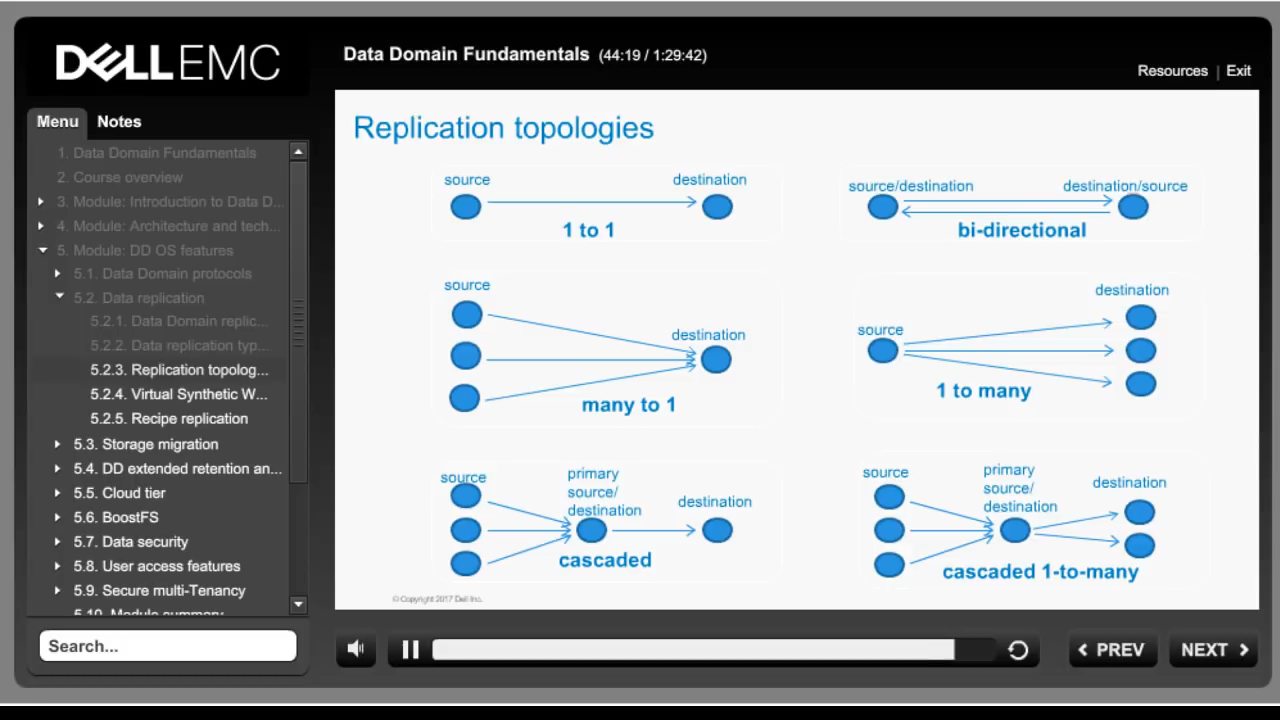 DELLEMC
Data Domain Fundamentals (44:19 / 1:29:42)
Resources | Exit
Menu
Notes
1. Data Domain Fundamentals
2. Course overview
3. Module: Introduction to Data D...
4. Module: Architecture and tech...
5. Module: DD OS features
5.1. Data Domain protocols
5.2. Data replication
5.2.1. Data Domain replic...
5.2.2. Data replication typ...
5.2.3. Replication topolog...
5.2.4. Virtual Synthetic W...
5.2.5. Recipe replication
5.3. Storage migration
5.4. DD extended retention an...
5.5. Cloud tier
5.6. BoostFS
5.7. Data security
5.8. User access features
5.9. Secure multi-Tenancy
5.10. Module summary
Search...
Replication topologies
source
destination
1 to 1
source/destination
destination/source
bi-directional
source
destination
many to 1
source
destination
1 to many
source
primary
source/
destination
destination
cascaded
source
primary
source/
destination
destination
cascaded 1-to-many
© Copyright 2017 Dell Inc.
PREV
NEXT